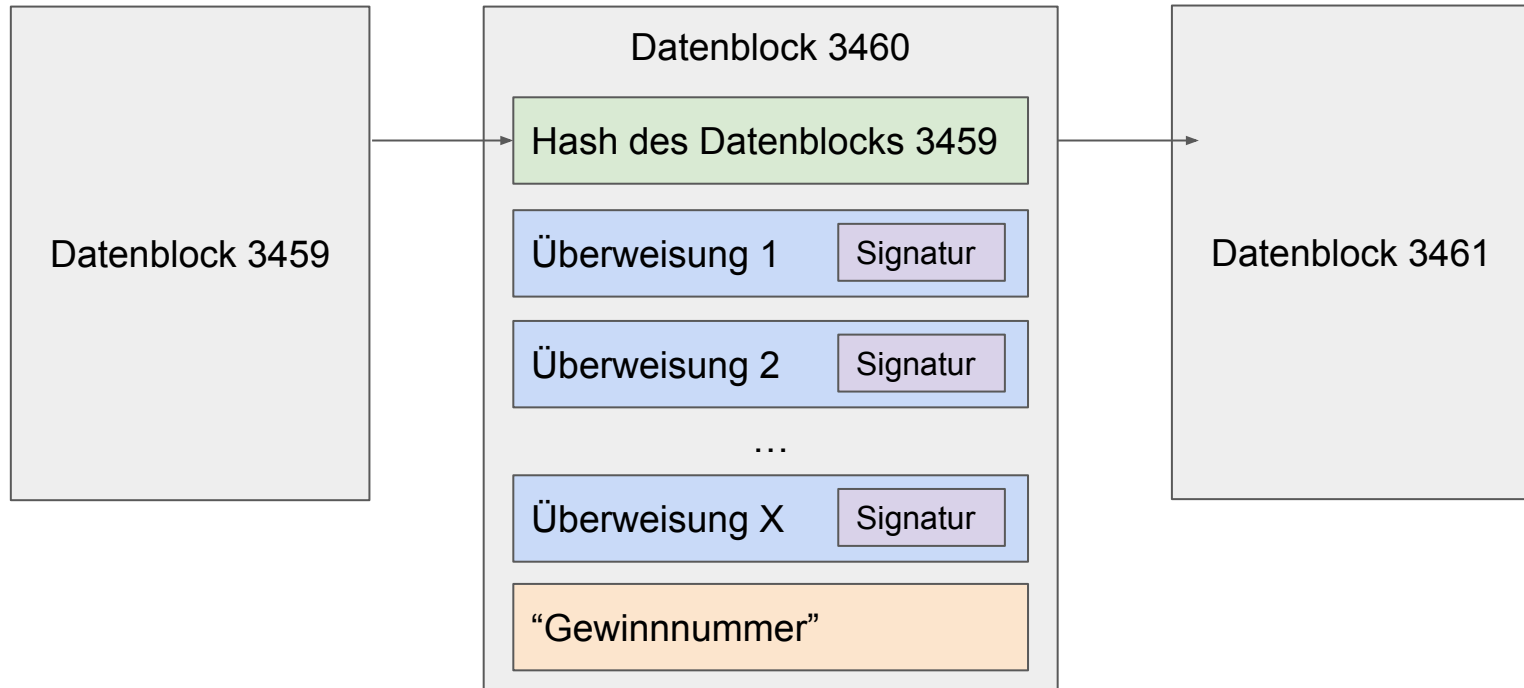 Datenblock 3459
Datenblock 3460
Hash des Datenblocks 3459
Überweisung 1 Signatur
Überweisung 2 Signatur
…
Überweisung X Signatur
“Gewinnnummer”
Datenblock 3461